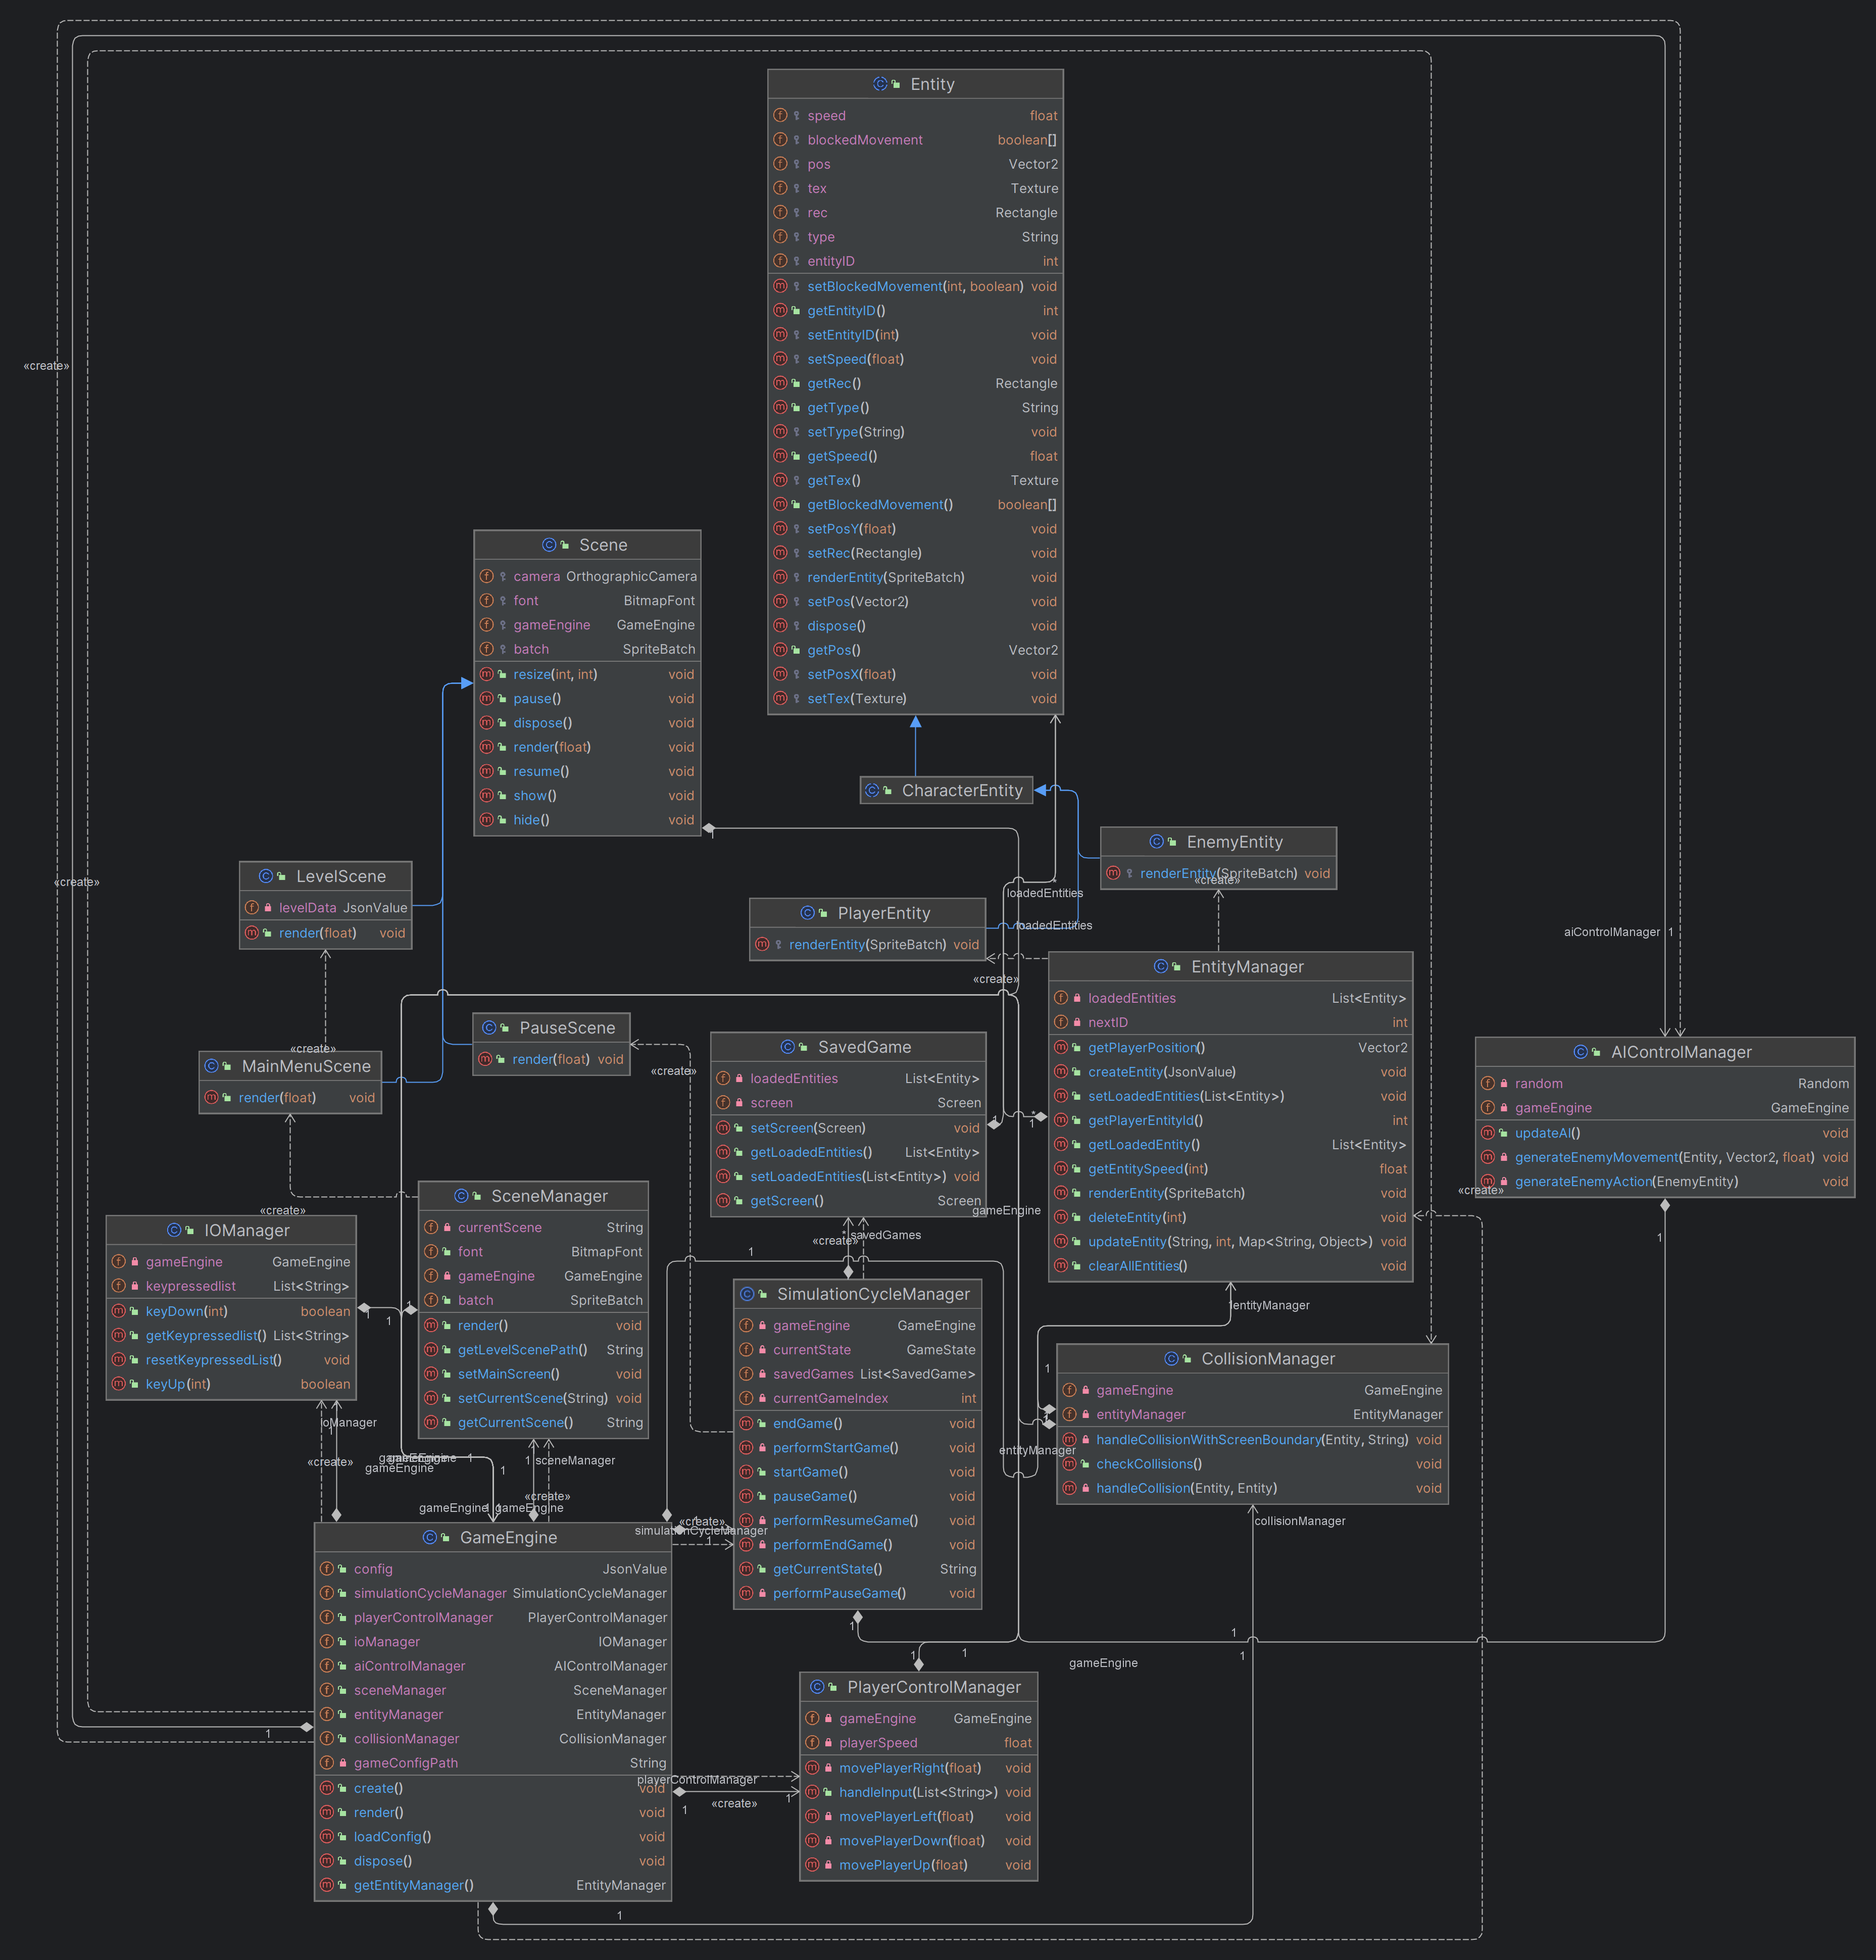 «create»
«create»
Entity
speed float
blockedMovement boolean[]
pos Vector2
tex Texture
rec Rectangle
type String
entityID int
setBlockedMovement(int, boolean) void
getEntityID() int
setEntityID(int) void
setSpeed(float) void
getRec() Rectangle
getType() String
setType(String) void
getSpeed() float
getTex() Texture
getBlockedMovement() boolean[]
setPosY(float) void
setRec(Rectangle) void
renderEntity(SpriteBatch) void
setPos(Vector2) void
dispose() void
getPos() Vector2
setPosX(float) void
setTex(Texture) void
Scene
camera OrthographicCamera
font BitmapFont
gameEngine GameEngine
batch SpriteBatch
resize(int, int) void
pause() void
dispose() void
render(float) void
resume() void
show() void
hide() void
1
CharacterEntity
EnemyEntity
renderEntity(SpriteBatch) void
«create»
LevelScene
levelData JsonValue
render(float) void
«create»
PlayerEntity
renderEntity(SpriteBatch) void
loadedEntities
loadedEntities
«create»
aiControlManager 1
MainMenuScene
render(float) void
«create»
PauseScene
render(float) void
«create»
SavedGame
loadedEntities List<Entity>
screen Screen
setScreen(Screen) void
getLoadedEntities() List<Entity>
setLoadedEntities(List<Entity>) void
getScreen() Screen
1
gameEngine
EntityManager
loadedEntities List<Entity>
nextID int
getPlayerPosition() Vector2
createEntity(JsonValue) void
setLoadedEntities(List<Entity>) void
getPlayerEntityId() int
getLoadedEntity() List<Entity>
getEntitySpeed(int) float
renderEntity(SpriteBatch) void
deleteEntity(int) void
updateEntity(String, int, Map<String, Object>) void
clearAllEntities() void
*
1
«create»
AIControlManager
random Random
gameEngine GameEngine
updateAI() void
generateEnemyMovement(Entity, Vector2, float) void
generateEnemyAction(EnemyEntity) void
1
IOManager
gameEngine GameEngine
keypressedlist List<String>
keyDown(int) boolean
getKeypressedlist() List<String>
resetKeypressedList() void
keyUp(int) boolean
1
1
ioManager
1
«create»
SceneManager
currentScene String
font BitmapFont
gameEngine GameEngine
batch SpriteBatch
render() void
getLevelScenePath() String
setMainScreen() void
setCurrentScene(String) void
getCurrentScene() String
1
1 sceneManager
«create»
* savedGames
«create»
1
SimulationCycleManager
gameEngine GameEngine
currentState GameState
savedGames List<SavedGame>
currentGameIndex int
endGame() void
performStartGame() void
startGame() void
pauseGame() void
performResumeGame() void
performEndGame() void
getCurrentState() String
performPauseGame() void
1
1entityManager
1
entityManager
CollisionManager
gameEngine GameEngine
entityManager EntityManager
handleCollisionWithScreenBoundary(Entity, String) void
checkCollisions() void
handleCollision(Entity, Entity) void
1
collisionManager
gameEngine 1
gameEngine
1
gameEngine 1 gameEngine
«create»
simulationCycleManager
1
GameEngine
config JsonValue
simulationCycleManager SimulationCycleManager
playerControlManager PlayerControlManager
ioManager IOManager
aiControlManager AIControlManager
sceneManager SceneManager
entityManager EntityManager
collisionManager CollisionManager
gameConfigPath String
create() void
render() void
loadConfig() void
dispose() void
getEntityManager() EntityManager
1
1
1
1
1
1
gameEngine
playerControlManager
1 «create» 1
PlayerControlManager
gameEngine GameEngine
playerSpeed float
movePlayerRight(float) void
handleInput(List<String>) void
movePlayerLeft(float) void
movePlayerDown(float) void
movePlayerUp(float) void
1